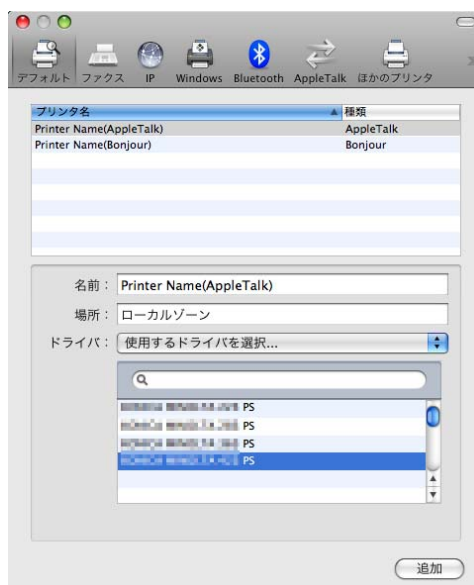 デフォルト ファクス IP Windows Bluetooth AppleTalk ほかのプリンタ
プリンタ名 種類
Printer Name(AppleTalk) AppleTalk
Printer Name(Bonjour) Bonjour
名前： Printer Name(AppleTalk)
場所： ローカルゾーン
ドライバ： 使用するドライバを選択...
PS
PS
PS
PS
追加